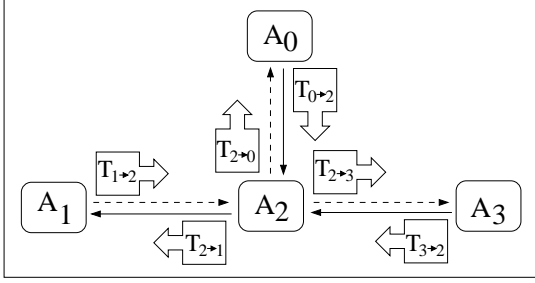 A₀
T₀→₂
T₂→₀
T₁→₂
T₂→₃
A₁
A₂
A₃
T₂→₁
T₃→₂